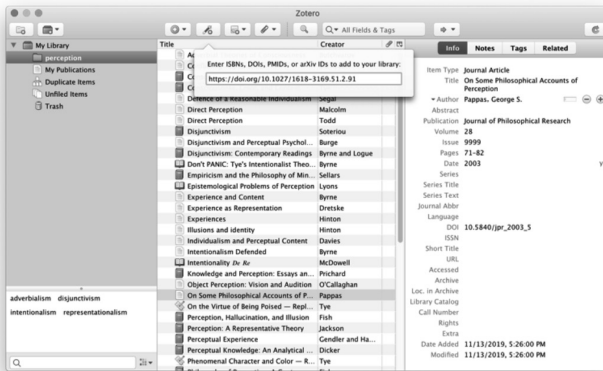 Zotero
All Fields & Tags
My Library
perception
My Publications
Duplicate Items
Unfiled Items
Trash
adverbialism disjunctivism
intentionalism representationalism
Title Creator
Enter ISBNs, DOIs, PMIDs, or arXiv IDs to add to your library:
https://doi.org/10.1027/1618-3169.51.2.91
Defence of a Reasonable Individualism Segal
Direct Perception Malcolm
Direct Perception Todd
Disjunctivism Soteriou
Disjunctivism and Perceptual Psychol... Burge
Disjunctivism: Contemporary Readings Byrne and Logue
Don't PANIC: Tye's Intentionalist Theo... Byrne
Empiricism and the Philosophy of Min... Sellars
Epistemological Problems of Perception Lyons
Experience and Content Byrne
Experience as Representation Dretske
Experiences Hinton
Illusions and identity Hinton
Individualism and Perceptual Content Davies
Intentionalism Defended Byrne
Intentionality De Re McDowell
Knowledge and Perception: Essays an... Prichard
Object Perception: Vision and Audition O'Callaghan
On Some Philosophical Accounts of P... Pappas
On the Virtue of Being Poised — Repl... Tye
Perception, Hallucination, and Illusion Fish
Perception: A Representative Theory Jackson
Perceptual Experience Gendler and Ha...
Perceptual Knowledge: An Analytical ... Dicker
Phenomenal Character and Color — R... Tye
Info Notes Tags Related
Item Type Journal Article
Title On Some Philosophical Accounts of
Perception
Author Pappas, George S.
Abstract
Publication Journal of Philosophical Research
Volume 28
Issue 9999
Pages 71-82
Date 2003 y
Series
Series Title
Series Text
Journal Abbr
Language
DOI 10.5840/jpr_2003_5
ISSN
Short Title
URL
Accessed
Archive
Loc. in Archive
Library Catalog
Call Number
Rights
Extra
Date Added 11/13/2019, 5:26:00 PM
Modified 11/13/2019, 5:26:00 PM